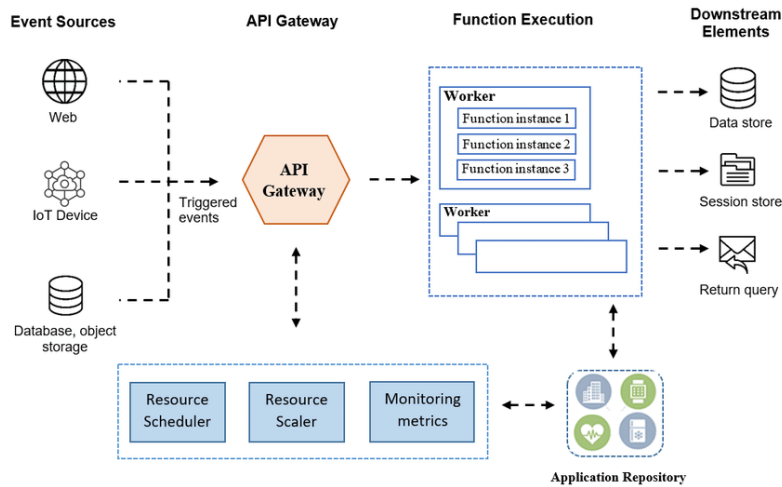 Event Sources
API Gateway
Function Execution
Downstream
Elements
Web
IoT Device
Database, object
storage
Triggered
events
API
Gateway
Worker
Function instance 1
Function instance 2
Function instance 3
Worker
Data store
Session store
Return query
Resource
Scheduler
Resource
Scaler
Monitoring
metrics
Application Repository